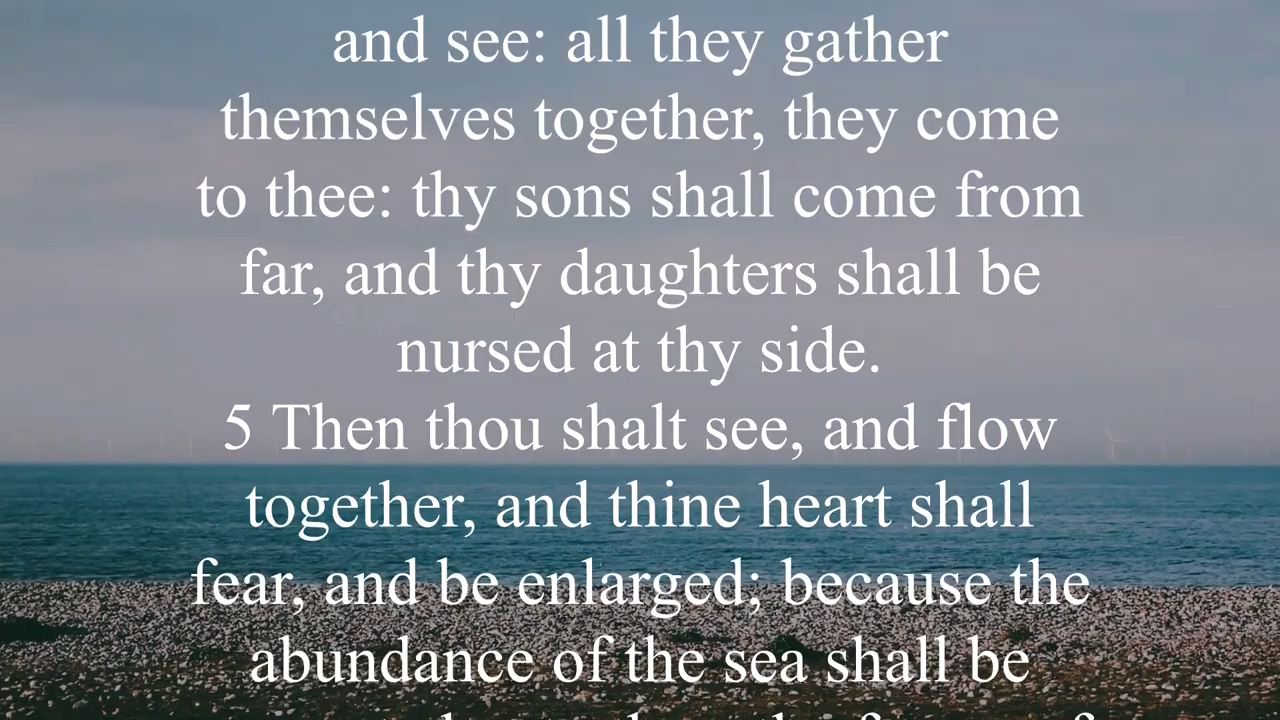 and see: all they gather
themselves together, they come
to thee: thy sons shall come from
far, and thy daughters shall be
nursed at thy side.
5 Then thou shalt see, and flow
together, and thine heart shall
fear, and be enlarged; because the
abundance of the sea shall be